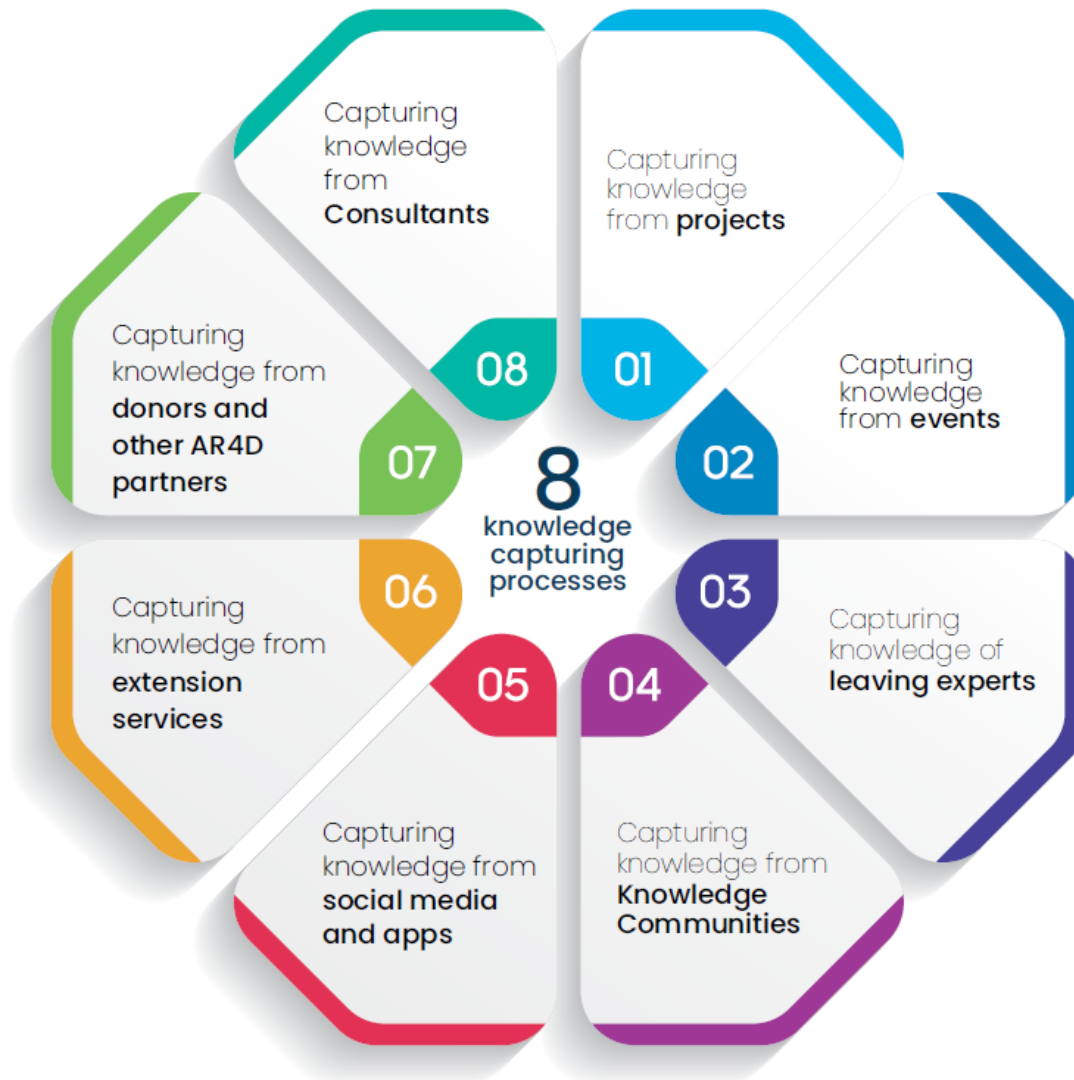 8
knowledge
capturing
processes
01
Capturing
knowledge
from projects
02
Capturing
knowledge
from events
03
Capturing
knowledge of
leaving experts
04
Capturing
knowledge from
Knowledge
Communities
05
Capturing
knowledge from
social media
and apps
06
Capturing
knowledge from
extension
services
07
Capturing
knowledge from
donors and
other AR4D
partners
08
Capturing
knowledge
from
Consultants